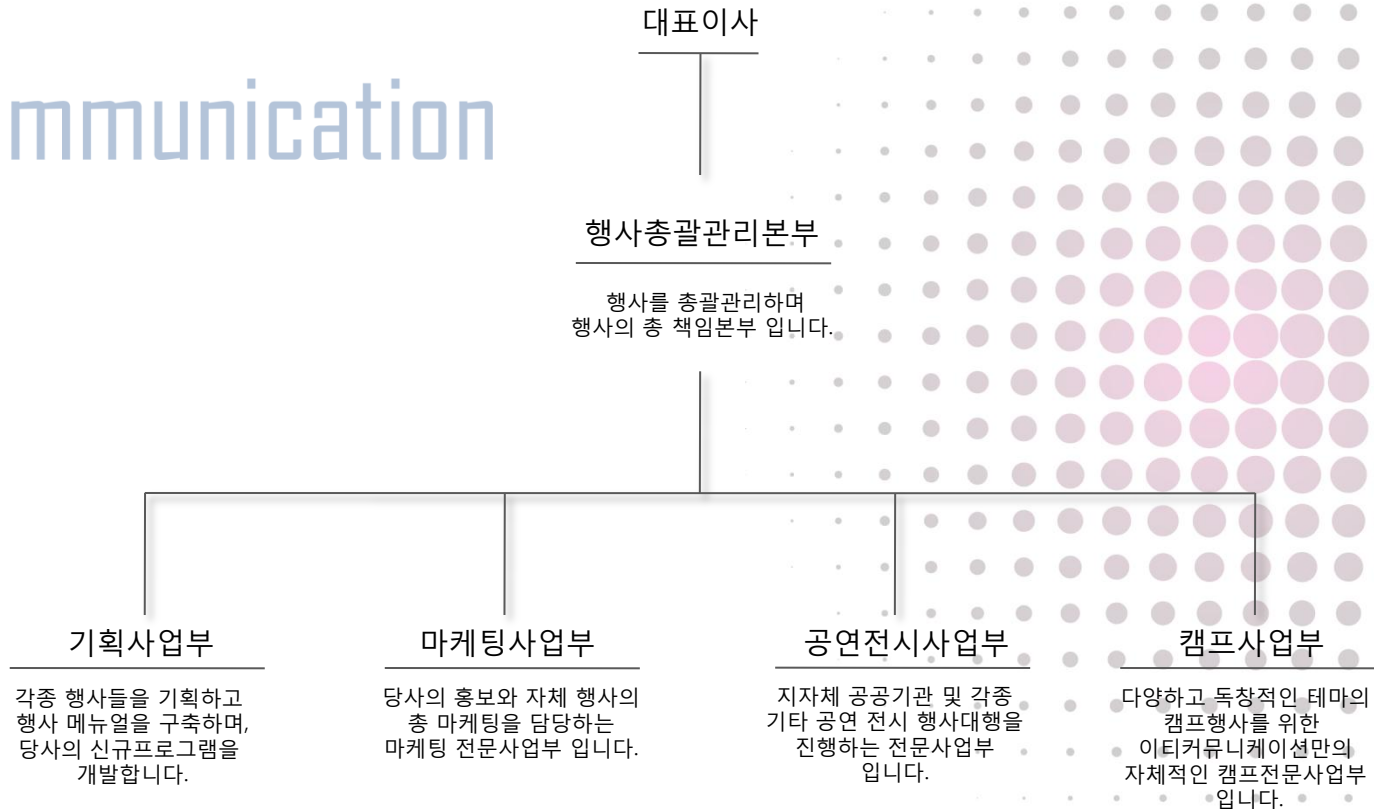 대표이사
mmunication
행사총괄관리본부
행사를 총괄관리하며
행사의 총 책임본부 입니다.
기획사업부
각종 행사들을 기획하고
행사 메뉴얼을 구축하며,
당사의 신규프로그램을
개발합니다.
마케팅사업부
당사의 홍보와 자체 행사의
총 마케팅을 담당하는
마케팅 전문사업부 입니다.
공연전시사업부
지자체 공공기관 및 각종
기타 공연 전시 행사대행을
진행하는 전문사업부
입니다.
캠프사업부
다양하고 독창적인 테마의
캠프행사를 위한
이티커뮤니케이션만의
자체적인 캠프전문사업부
입니다.